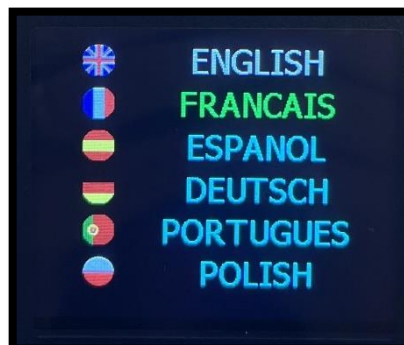 ENGLISH
FRANCAIS
ESPANOL
DEUTSCH
PORTUGUES
POLISH